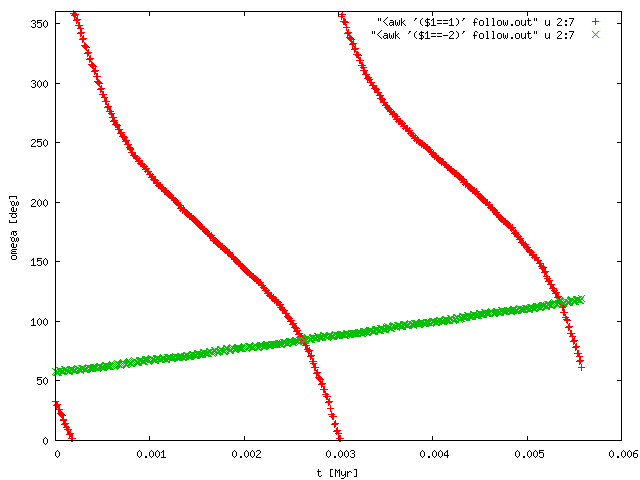 "<awk '($1==1)' follow.out" u 2:7
"<awk '($1==-2)' follow.out" u 2:7
omega [deg]
350
300
250
200
150
100
50
0
0 0.001 0.002 0.003 0.004 0.005 0.006
t [Myr]